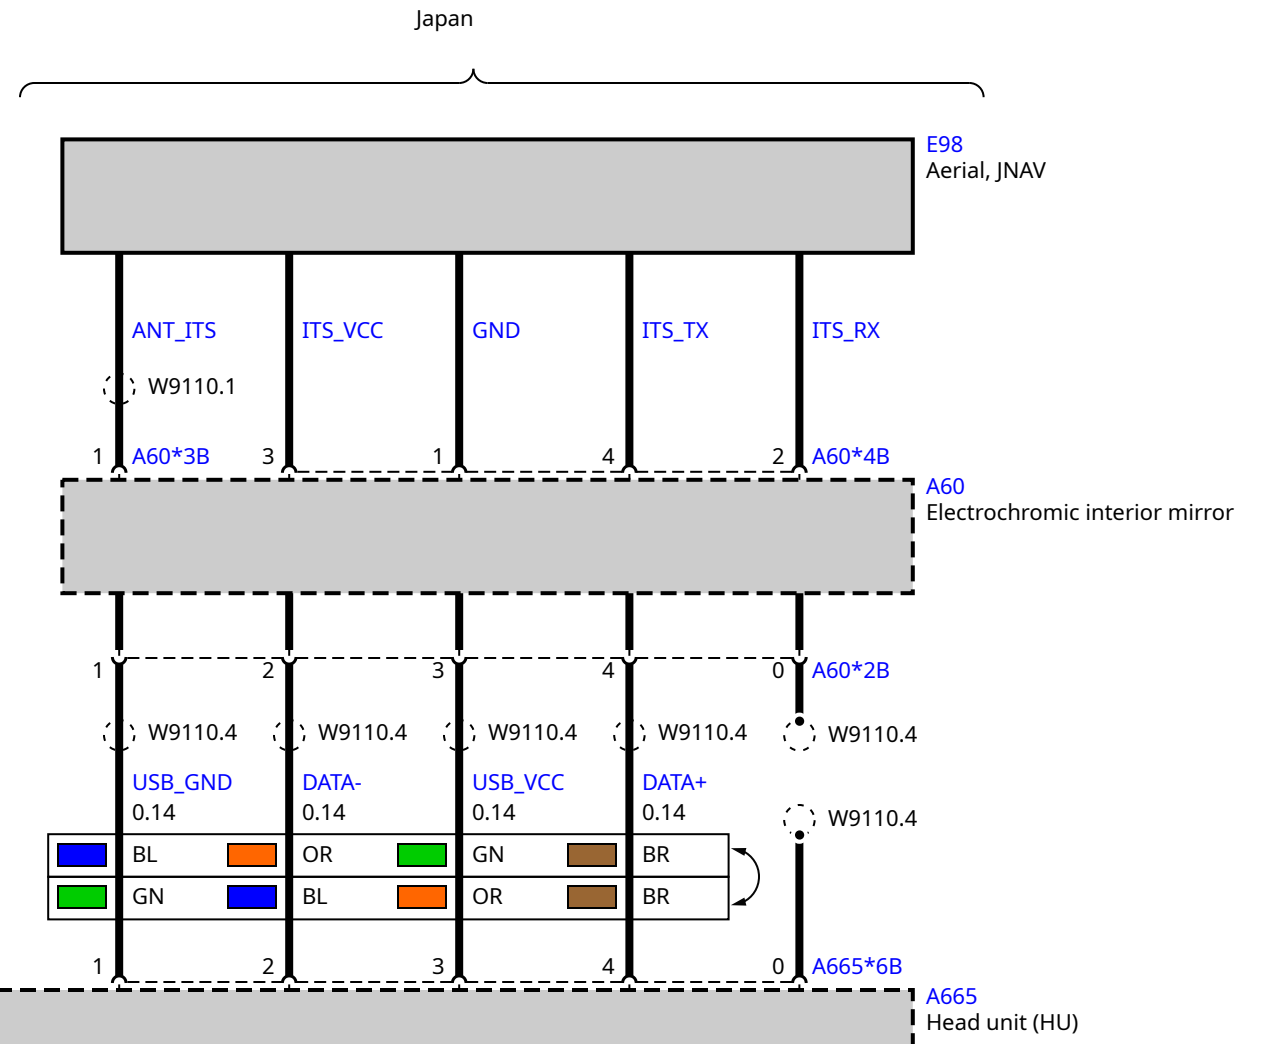 Japan
E98
Aerial, JNAV
ANT_ITS ITS_VCC GND ITS_TX ITS_RX
W9110.1
1 A60*3B 3 1 4 2 A60*4B
A60
Electrochromic interior mirror
1 2 3 4 0 A60*2B
W9110.4 W9110.4 W9110.4 W9110.4 W9110.4
USB_GND DATA- USB_VCC DATA+
0.14 0.14 0.14 0.14 W9110.4
BL OR GN BR
GN BL OR BR
1 2 3 4 0 A665*6B
A665
Head unit (HU)